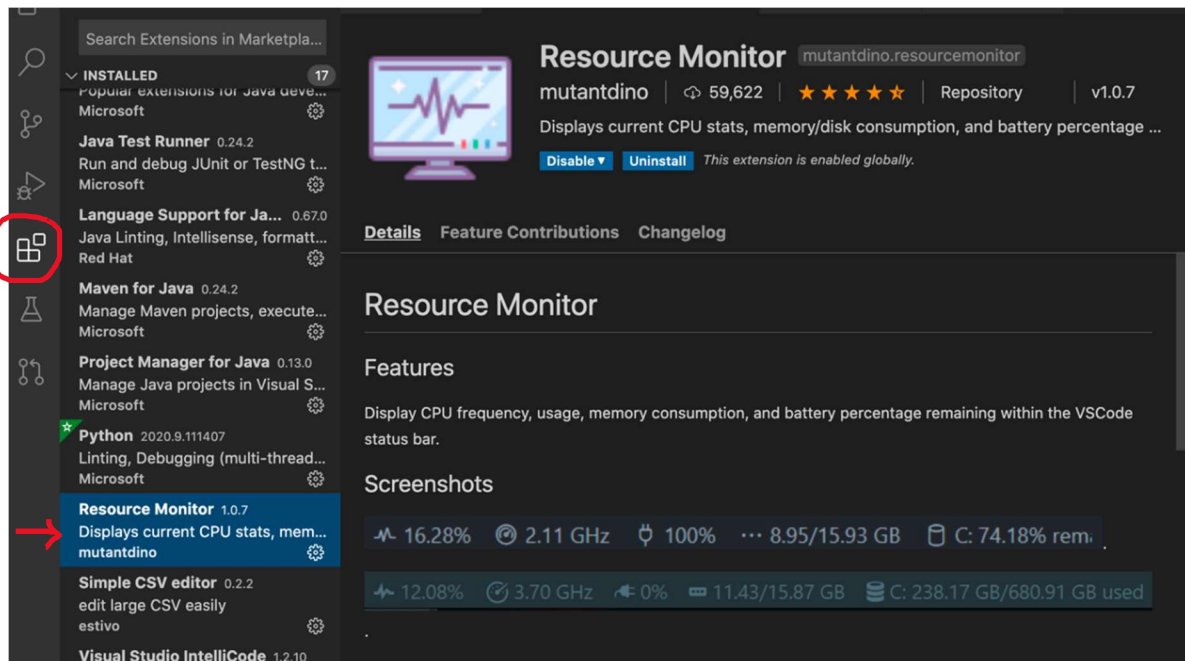 Search Extensions in Marketpla...
INSTALLED 17
Popular extensions for Java deve...
Microsoft
Java Test Runner 0.24.2
Run and debug JUnit or TestNG t...
Microsoft
Language Support for Ja... 0.67.0
Java Linting, Intellisense, formatt...
Red Hat
Maven for Java 0.24.2
Manage Maven projects, execute...
Microsoft
Project Manager for Java 0.13.0
Manage Java projects in Visual S...
Microsoft
Python 2020.9.111407
Linting, Debugging (multi-thread...
Microsoft
Resource Monitor 1.0.7
Displays current CPU stats, mem...
mutantdino
Simple CSV editor 0.2.2
edit large CSV easily
estivo
Visual Studio IntelliCode 1.2.10
Resource Monitor mutantdino.resourcemonitor
mutantdino 59,622 Repository v1.0.7
Displays current CPU stats, memory/disk consumption, and battery percentage ...
Disable Uninstall This extension is enabled globally.
Details Feature Contributions Changelog
Resource Monitor
Features
Display CPU frequency, usage, memory consumption, and battery percentage remaining within the VSCode
status bar.
Screenshots
16.28% 2.11 GHz 100% 8.95/15.93 GB C: 74.18%
.
12.08% 3.70 GHz 0% 11.43/15.87 GB C: 238.17 GB/680.91 GB used
.